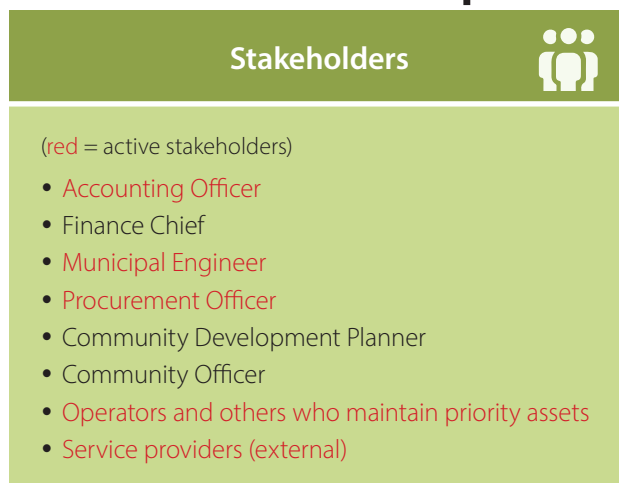 Stakeholders
(red = active stakeholders)
• Accounting Officer
• Finance Chief
• Municipal Engineer
• Procurement Officer
• Community Development Planner
• Community Officer
• Operators and others who maintain priority assets
• Service providers (external)